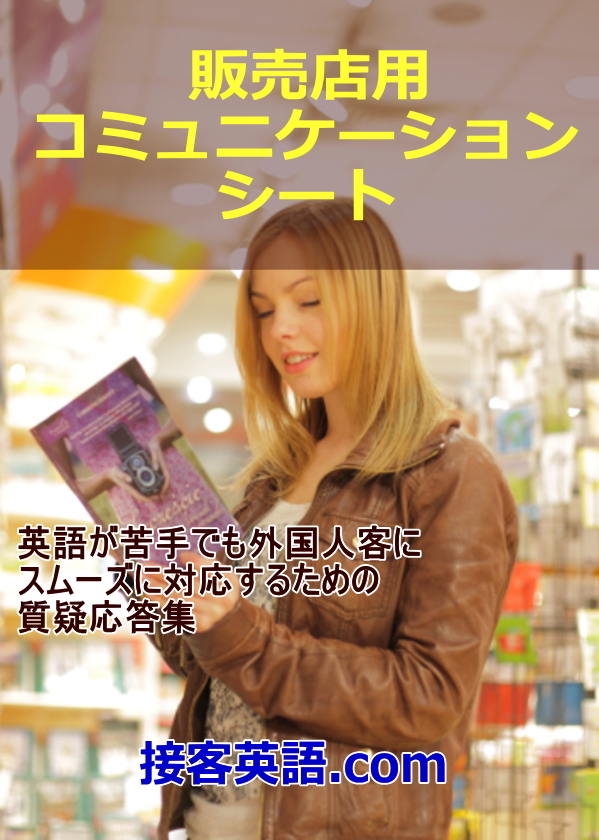 販売店用
コミュニケーション
シート
英語が苦手でも外国人客に
スムーズに対応するための
質疑応答集
接客英語.com